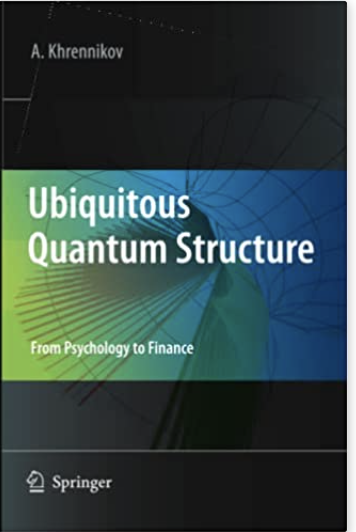 A. Khrennikov
Ubiquitous
Quantum Structure
From Psychology to Finance
Springer